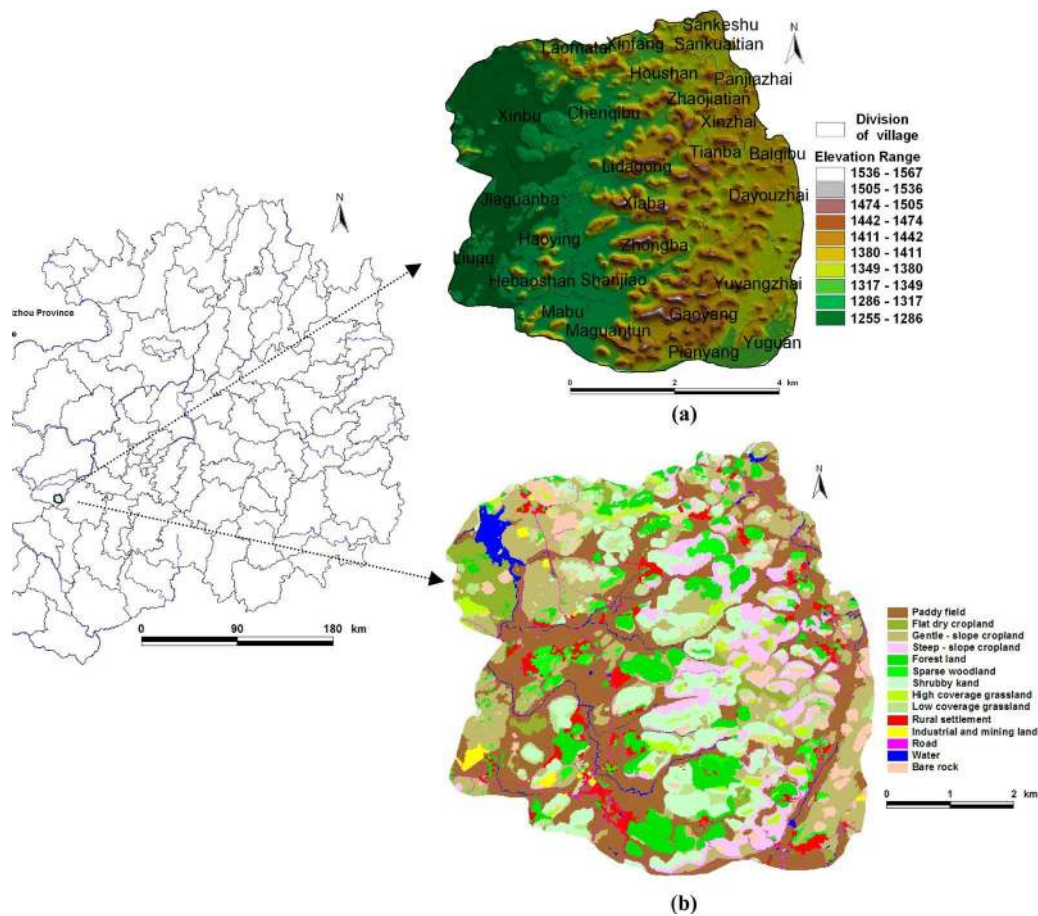 N
izhou Province
e
0 90 180 km
Sankeshu
Laomatai
Xinfang
Sankuaitian
N
Houshan
Panjiazhai
Zhaojiatian
Xinbu
Chenqibu
Xinzhai
Tianba
Baiqibu
Lidagong
Dayouzhai
Jiaguanba
Xiaba
Haoying
Zhongba
Hebaoshan
Shanjiao
Yuyangzhai
Mabu
Gaoyang
Maguantun
Yuguan
Pianyang
Division
of village
Elevation Range
1536 - 1567
1505 - 1536
1474 - 1505
1442 - 1474
1411 - 1442
1380 - 1411
1349 - 1380
1317 - 1349
1286 - 1317
1255 - 1286
0 2 4 km
(a)
N
Paddy field
Flat dry cropland
Gentle - slope cropland
Steep - slope cropland
Forest land
Sparse woodland
Shrubby kand
High coverage grassland
Low coverage grassland
Rural settlement
Industrial and mining land
Road
Water
Bare rock
0 1 2 km
(b)